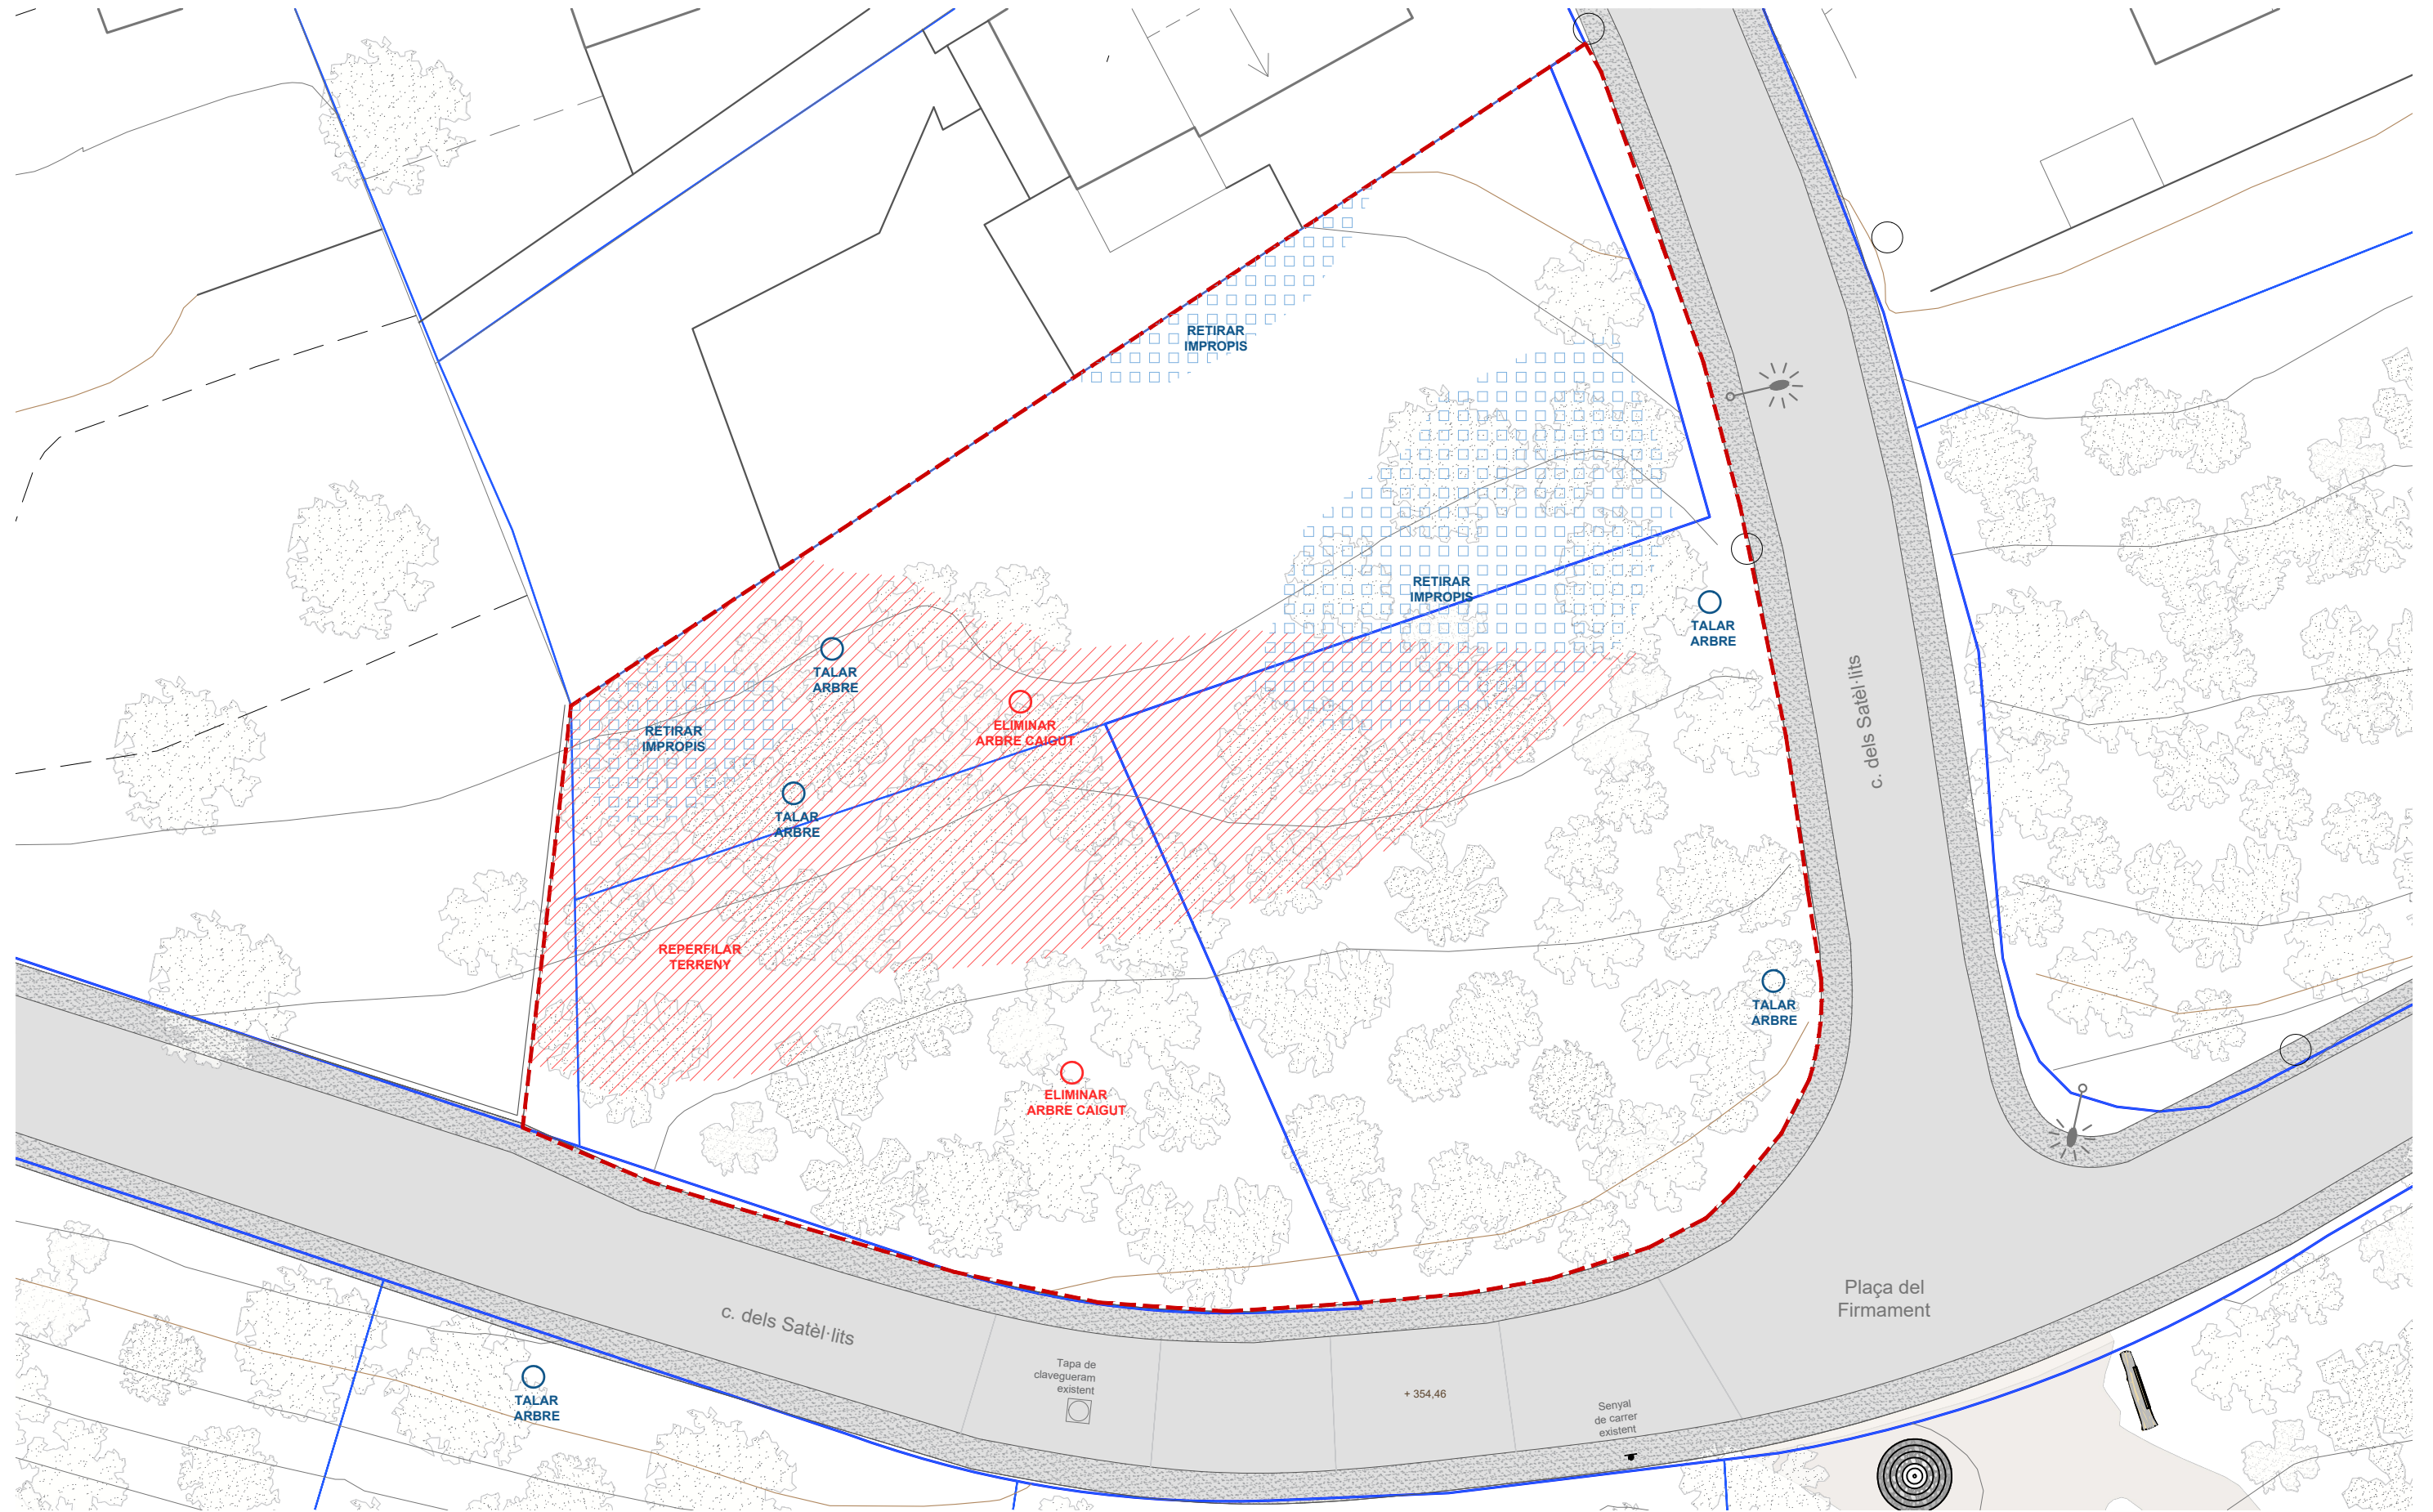 RETIRAR
IMPROPIS
RETIRAR
IMPROPIS
TALAR
ARBRE
TALAR
ARBRE
ELIMINAR
ARBRE CAIGUT
RETIRAR
IMPROPIS
TALAR
ARBRE
c. dels Satèl·lits
REPERFILAR
TERRENY
TALAR
ARBRE
ELIMINAR
ARBRE CAIGUT
Plaça del
Firmament
c. dels Satèl·lits
Tapa de
clavegueram
existent
+ 354,46
Senyal
de carrer
existent
TALAR
ARBRE